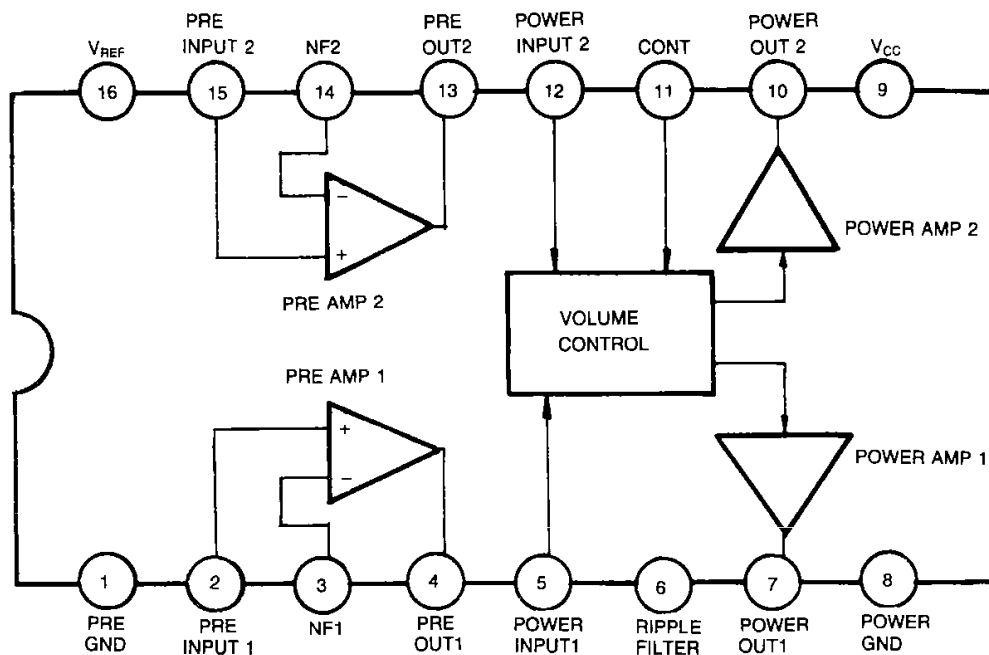 V_REF
PRE INPUT 2
NF2
PRE OUT2
POWER INPUT 2
CONT
POWER OUT 2
V_CC
16
15
14
13
12
11
10
9
−
+
PRE AMP 2
POWER AMP 2
VOLUME
CONTROL
PRE AMP 1
+
−
POWER AMP 1
1
2
3
4
5
6
7
8
PRE GND
PRE INPUT 1
NF1
PRE OUT1
POWER INPUT1
RIPPLE FILTER
POWER OUT1
POWER GND